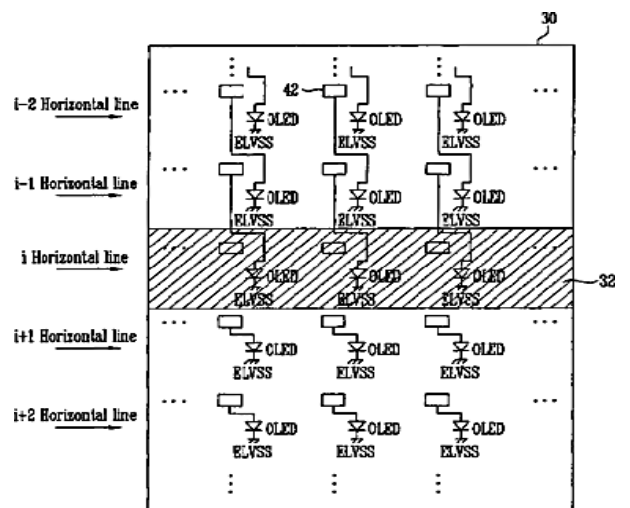 30
42
i-2 Horizontal line
OLED OLED OLED
ELVSS ELVSS ELVSS
i-1 Horizontal line
OLED OLED OLED
ELVSS ELVSS ELVSS
i Horizontal line
OLED OLED OLED
32
ELVSS ELVSS ELVSS
i+1 Horizontal line
OLED OLED OLED
ELVSS ELVSS ELVSS
i+2 Horizontal line
OLED OLED OLED
ELVSS ELVSS ELVSS